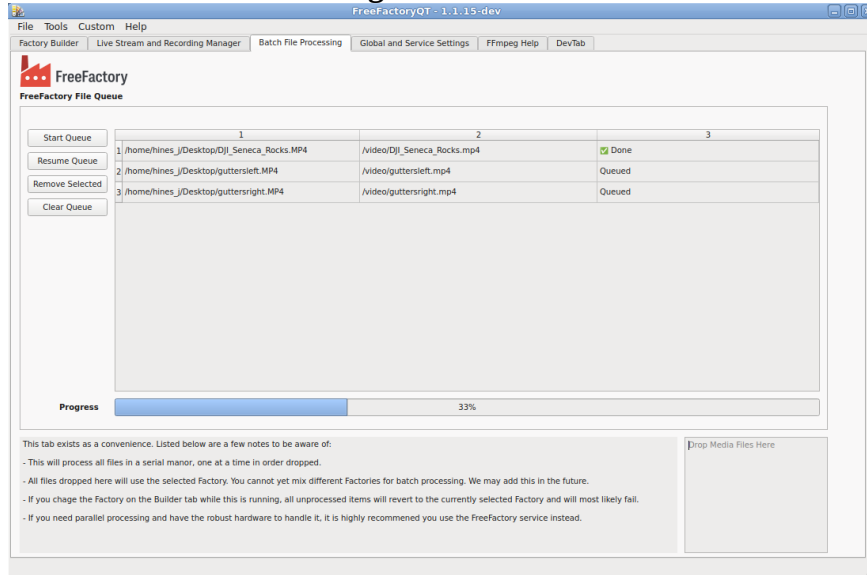 FreeFactoryQT - 1.1.15-dev
File Tools Custom Help
Factory Builder Live Stream and Recording Manager Batch File Processing Global and Service Settings FFmpeg Help DevTab
FreeFactory
FreeFactory File Queue
Start Queue
Resume Queue
Remove Selected
Clear Queue
1 2 3
1 /home/hines_j/Desktop/DJI_Seneca_Rocks.MP4 /video/DJI_Seneca_Rocks.mp4 ✅ Done
2 /home/hines_j/Desktop/guttersleft.MP4 /video/guttersleft.mp4 Queued
3 /home/hines_j/Desktop/guttersright.MP4 /video/guttersright.mp4 Queued
Progress 33%
This tab exists as a convenience. Listed below are a few notes to be aware of:
- This will process all files in a serial manor, one at a time in order dropped.
- All files dropped here will use the selected Factory. You cannot yet mix different Factories for batch processing. We may add this in the future.
- If you chage the Factory on the Builder tab while this is running, all unprocessed items will revert to the currently selected Factory and will most likely fail.
- If you need parallel processing and have the robust hardware to handle it, it is highly recommened you use the FreeFactory service instead.
Drop Media Files Here